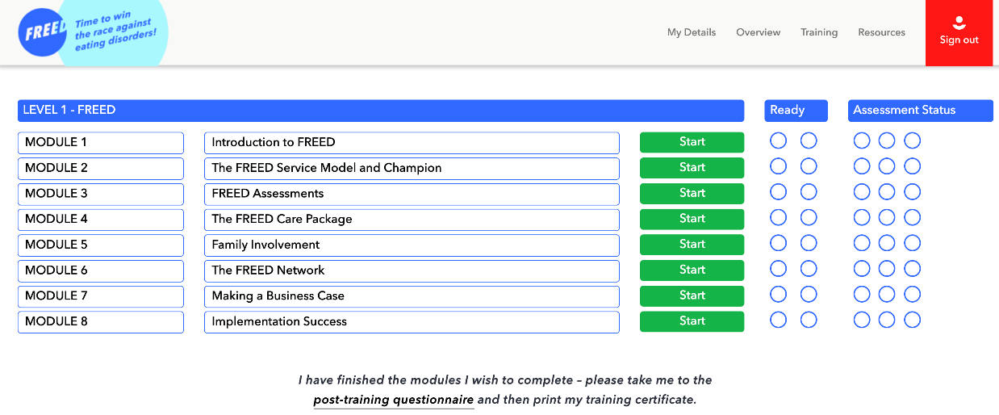 FREED
Time to win
the race against
eating disorders!
My Details Overview Training Resources
Sign out
LEVEL 1 - FREED Ready Assessment Status
MODULE 1 Introduction to FREED Start
MODULE 2 The FREED Service Model and Champion Start
MODULE 3 FREED Assessments Start
MODULE 4 The FREED Care Package Start
MODULE 5 Family Involvement Start
MODULE 6 The FREED Network Start
MODULE 7 Making a Business Case Start
MODULE 8 Implementation Success Start
I have finished the modules I wish to complete – please take me to the
post-training questionnaire and then print my training certificate.